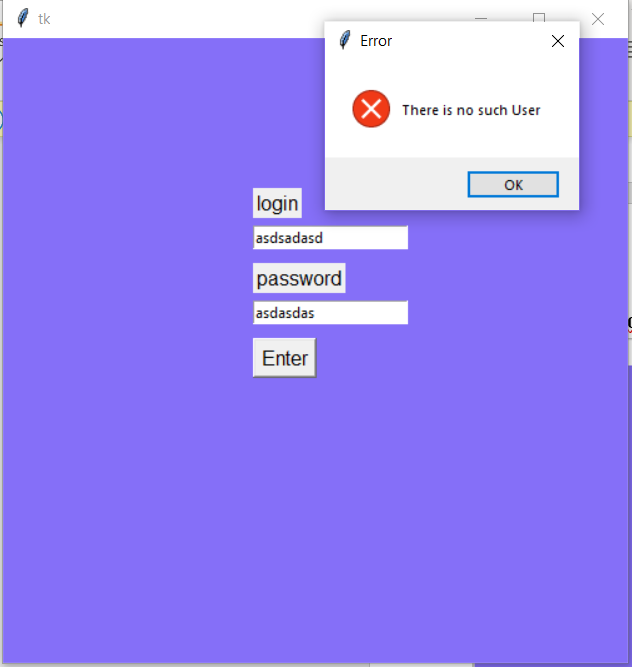 tk
Error
There is no such User
OK
login
asdsadasd
password
asdasdas
Enter